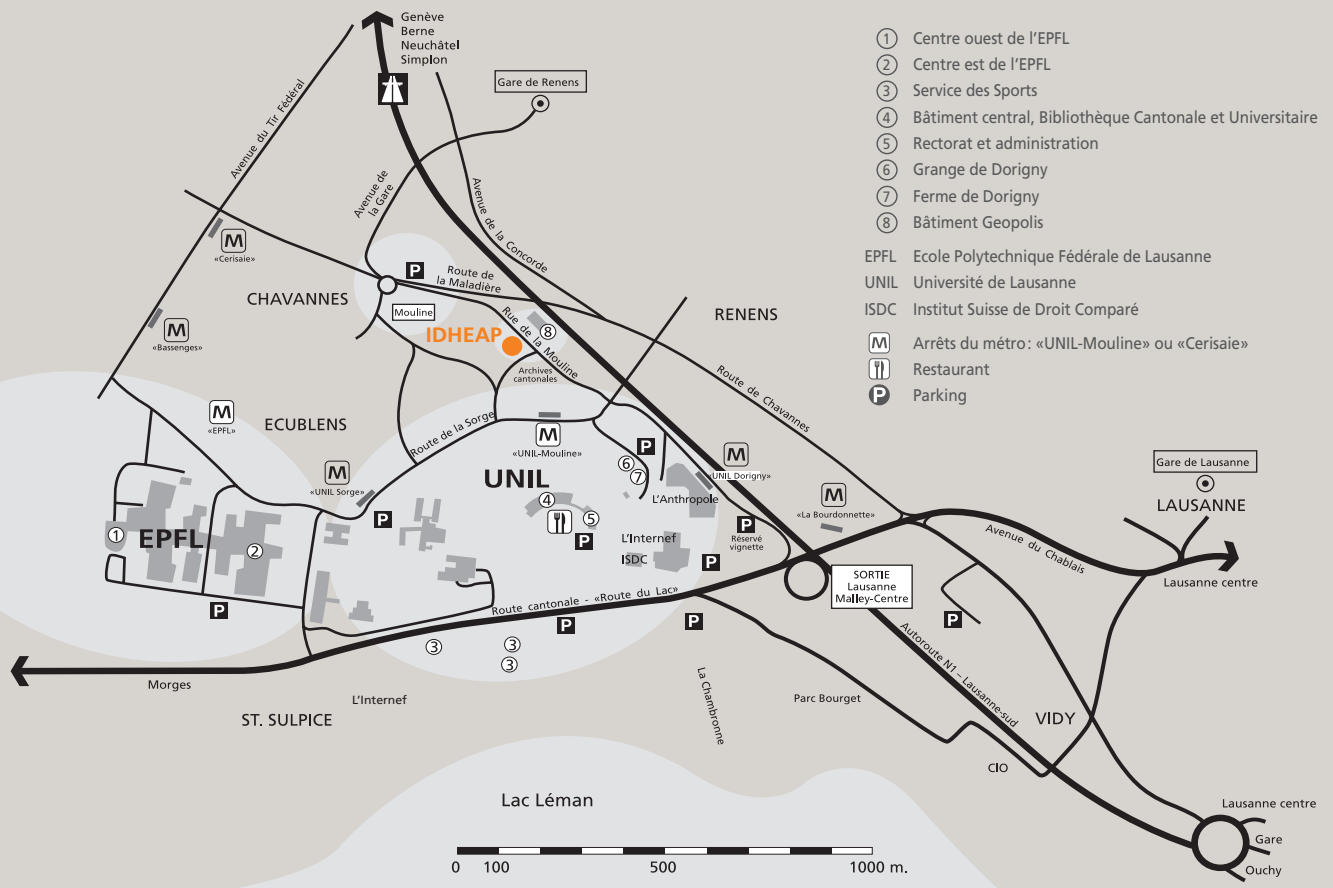 Genève
Berne
Neuchâtel
Simplon
Gare de Renens
Avenue du Tir Fédéral
Avenue de
la Gare
Avenue de la Concorde
M
«Cerisaie»
P
Route de
la Maladière
CHAVANNES
Mouline
IDHEAP
8
Rue de la Mouline
RENENS
M
«Bassenges»
Archives
cantonales
Route de Chavannes
M
«EPFL»
ECUBLENS
Route de la Sorge
M
«UNIL-Mouline»
P
M
«UNIL Sorge»
UNIL
6
7
M
«UNIL Dorigny»
L'Anthropole
M
«La Bourdonnette»
Gare de Lausanne
LAUSANNE
4
5
P
P
P
Réservé
vignette
1
EPFL
2
L'Internef
ISDC
P
Avenue du Chablais
Lausanne centre
SORTIE
Lausanne
Malley-Centre
Route cantonale - «Route du Lac»
P
P
P
P
3
3
3
Autoroute N1 – Lausanne-sud
Morges
L'Internef
ST. SULPICE
La Chambronne
Parc Bourget
VIDY
CIO
Lac Léman
Lausanne centre
Gare
Ouchy
0 100 500 1000 m.
1 Centre ouest de l'EPFL
2 Centre est de l'EPFL
3 Service des Sports
4 Bâtiment central, Bibliothèque Cantonale et Universitaire
5 Rectorat et administration
6 Grange de Dorigny
7 Ferme de Dorigny
8 Bâtiment Geopolis
EPFL Ecole Polytechnique Fédérale de Lausanne
UNIL Université de Lausanne
ISDC Institut Suisse de Droit Comparé
M Arrêts du métro: «UNIL-Mouline» ou «Cerisaie»
Restaurant
P Parking